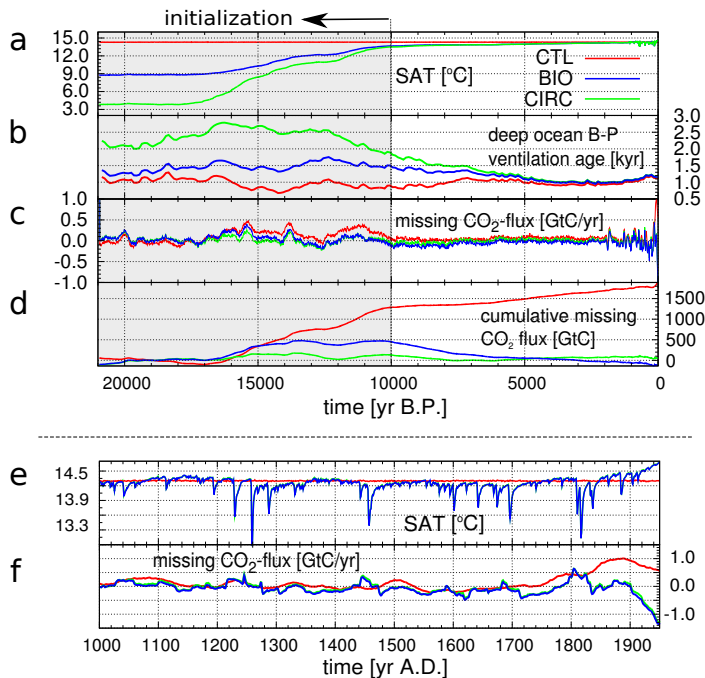 initialization
a
15.0
12.0
9.0
6.0
3.0
SAT [°C]
CTL
BIO
CIRC
b
deep ocean B-P
ventilation age [kyr]
3.0
2.5
2.0
1.5
1.0
0.5
c
1.0
0.5
0.0
-0.5
-1.0
missing CO₂-flux [GtC/yr]
d
cumulative missing
CO₂ flux [GtC]
1500
1000
500
0
20000 15000 10000 5000 0
time [yr B.P.]
e
14.5
13.9
13.3
SAT [°C]
f
missing CO₂-flux [GtC/yr]
1.0
0.0
-1.0
1000 1100 1200 1300 1400 1500 1600 1700 1800 1900
time [yr A.D.]